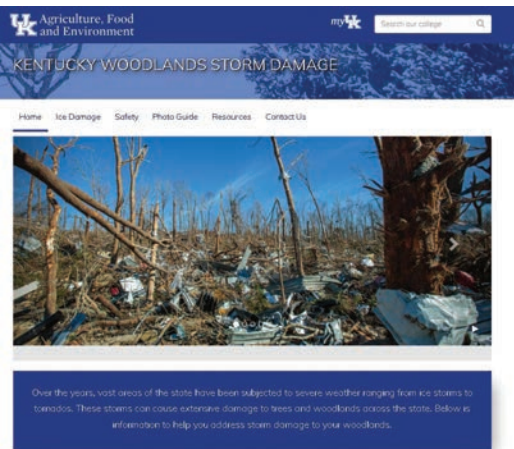 UK Agriculture, Food
and Environment
myUK
Search our college
KENTUCKY WOODLANDS STORM DAMAGE
Home Ice Damage Safety Photo Guide Resources Contact Us
Over the years, vast areas of the state have been subjected to severe weather ranging from ice storms to
tornados. These storms can cause extensive damage to trees and woodlands across the state. Below is
information to help you address storm damage to your woodlands.